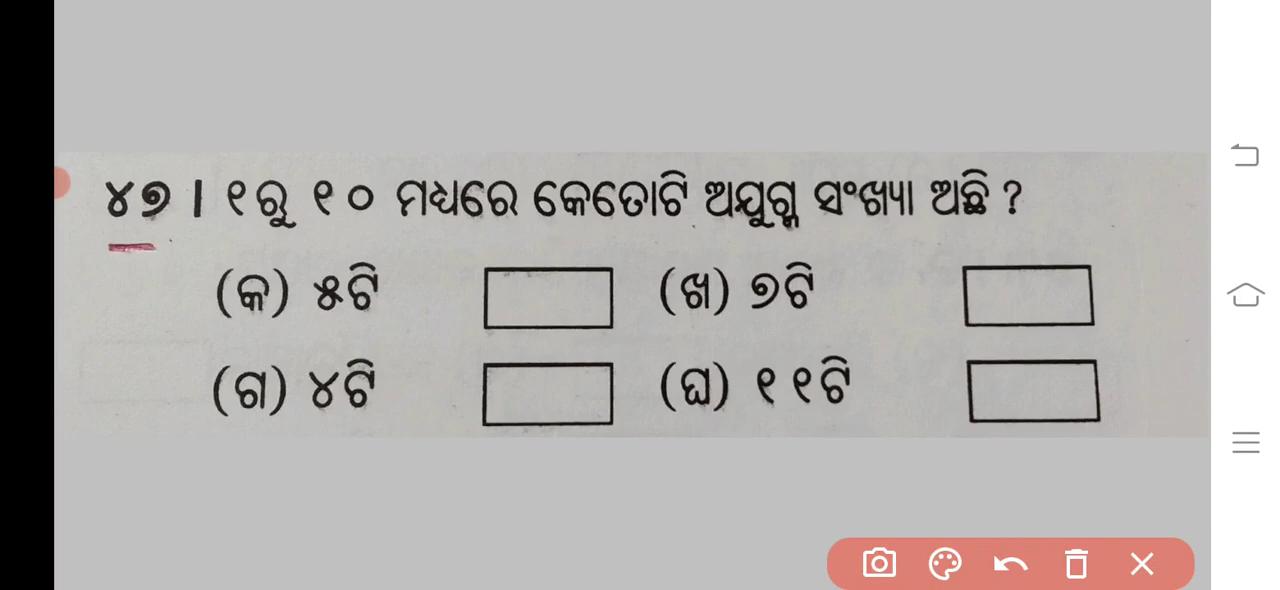 ୪୭ । ୧ରୁ ୧୦ ମଧ୍ୟରେ କେତୋଟି ଅଯୁଗ୍ମ ସଂଖ୍ୟା ଅଛି ?
(କ) ୫ଟି (ଖ) ୭ଟି
(ଗ) ୪ଟି (ଘ) ୧୧ଟି